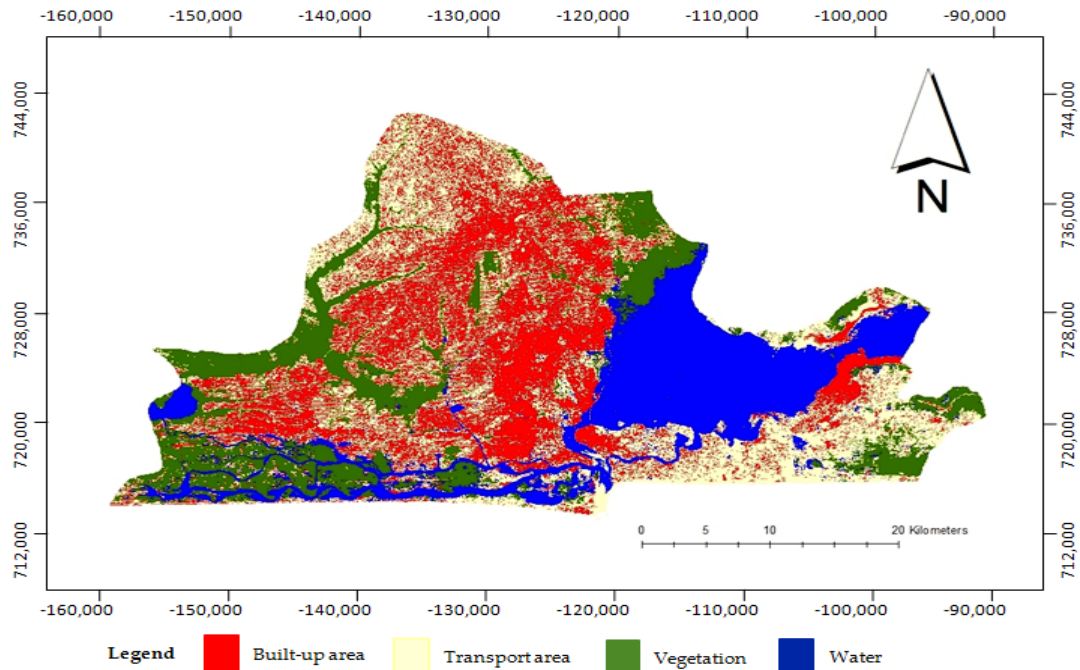 -160,000 -150,000 -140,000 -130,000 -120,000 -110,000 -100,000 -90,000
744,000 744,000
N
736,000 736,000
728,000 728,000
720,000 720,000
0 5 10 20 Kilometers
712,000 712,000
-160,000 -150,000 -140,000 -130,000 -120,000 -110,000 -100,000 -90,000
Legend Built-up area Transport area Vegetation Water